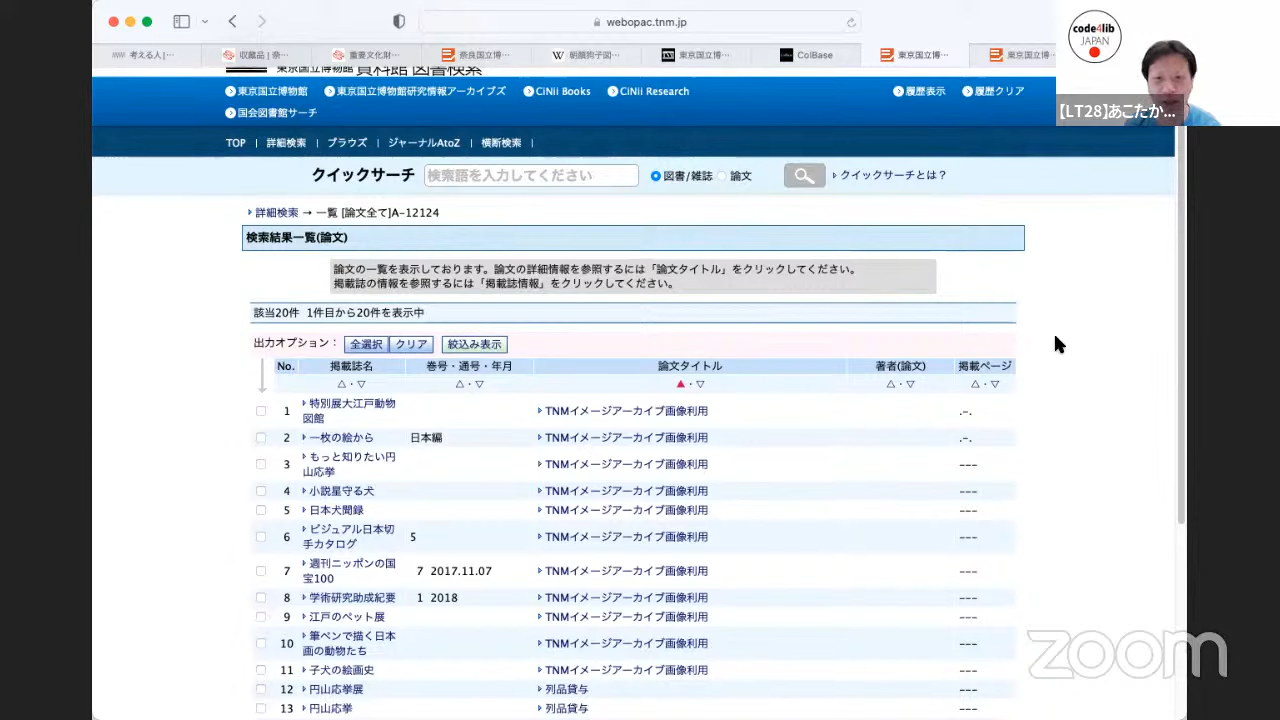 webopac.tnm.jp
考える人|…
収蔵品 | 奈…
重要文化財…
奈良国立博…
朝顔狗子図…
東京国立博…
ColBase
東京国立博…
東京国立博…
code4lib
JAPAN
[LT28]あこたか...
東京国立博物館 資料館 図書検索
東京国立博物館 東京国立博物館研究情報アーカイブズ CiNii Books CiNii Research 履歴表示 履歴クリア
国会図書館サーチ
TOP | 詳細検索 | ブラウズ | ジャーナルAtoZ | 横断検索 |
クイックサーチ 検索語を入力してください 図書/雑誌 論文 クイックサーチとは？
詳細検索 → 一覧 [論文全て]A-12124
検索結果一覧(論文)
論文の一覧を表示しております。論文の詳細情報を参照するには「論文タイトル」をクリックしてください。
掲載誌の情報を参照するには「掲載誌情報」をクリックしてください。
該当20件 1件目から20件を表示中
出力オプション： 全選択 クリア 絞込み表示
No. 掲載誌名 巻号・通号・年月 論文タイトル 著者(論文) 掲載ページ
△・▽ △・▽ ▲・▽ △・▽ △・▽
1 特別展大江戸動物図館 TNMイメージアーカイブ画像利用 .-.
2 一枚の絵から 日本編 TNMイメージアーカイブ画像利用 .-.
3 もっと知りたい円山応挙 TNMイメージアーカイブ画像利用 ---
4 小説星守る犬 TNMイメージアーカイブ画像利用 ---
5 日本犬聞録 TNMイメージアーカイブ画像利用 ---
6 ビジュアル日本切手カタログ 5 TNMイメージアーカイブ画像利用 ---
7 週刊ニッポンの国宝100 7 2017.11.07 TNMイメージアーカイブ画像利用 ---
8 学術研究助成紀要 1 2018 TNMイメージアーカイブ画像利用 ---
9 江戸のペット展 TNMイメージアーカイブ画像利用 ---
10 筆ペンで描く日本画の動物たち TNMイメージアーカイブ画像利用 ---
11 子犬の絵画史 TNMイメージアーカイブ画像利用 ---
12 円山応挙展 列品貸与 ---
13 円山応挙 列品貸与 ---
zoom